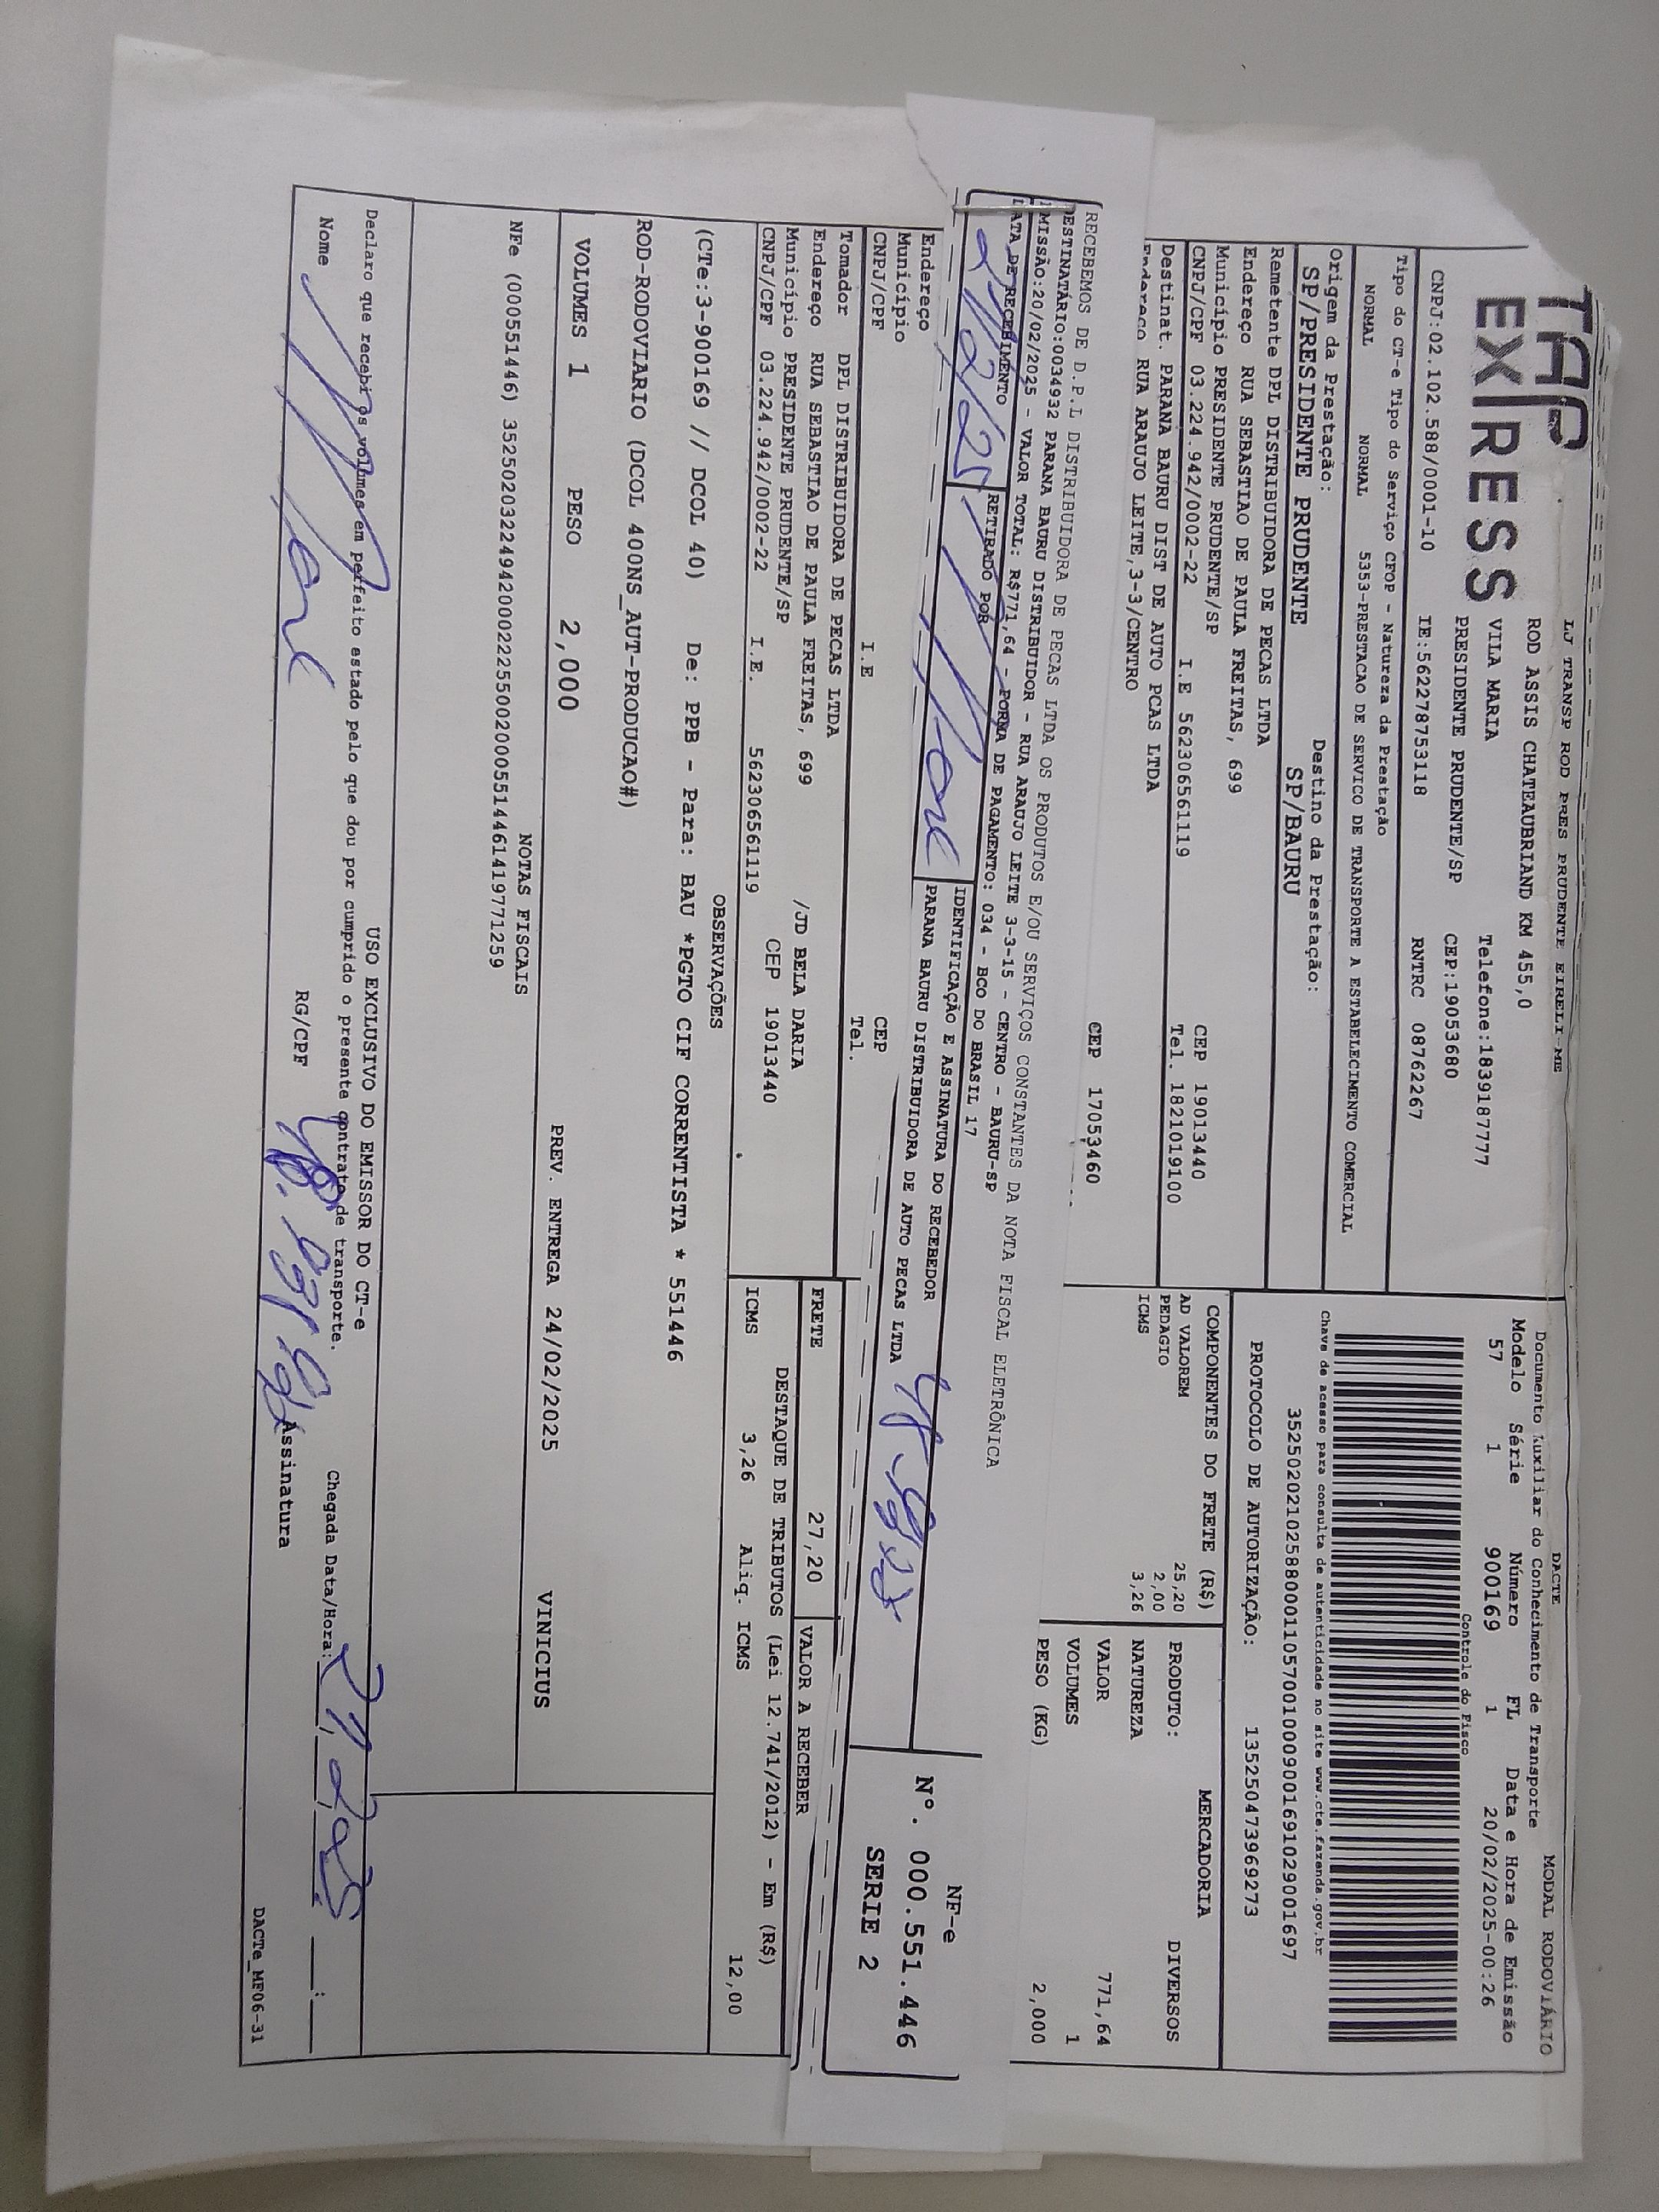 LJ TRANSP ROD PRES PRUDENTE EIRELI-ME
TAP
EX/RESS
ROD ASSIS CHATEAUBRIAND KM 455,0
VILA MARIA Telefone:1839187777
PRESIDENTE PRUDENTE/SP CEP:19053680
CNPJ:02.102.588/0001-10 IE:562278753118 RNTRC 08762267
Tipo do CT-e Tipo do Serviço CFOP - Natureza da Prestação
NORMAL NORMAL 5353-PRESTACAO DE SERVICO DE TRANSPORTE A ESTABELECIMENTO COMERCIAL
Origem da Prestação: Destino da Prestação:
SP/PRESIDENTE PRUDENTE SP/BAURU
Remetente DPL DISTRIBUIDORA DE PECAS LTDA
Endereço RUA SEBASTIAO DE PAULA FREITAS, 699
Município PRESIDENTE PRUDENTE/SP CEP 19013440
CNPJ/CPF 03.224.942/0002-22 I.E 562306561119 Tel. 1821019100
Destinat. PARANA BAURU DIST DE AUTO PCAS LTDA
Endereço RUA ARAUJO LEITE,3-3/CENTRO
CEP 17053460
DACTE MODAL RODOVIÁRIO
Documento Auxiliar do Conhecimento de Transporte
Modelo Série Número FL Data e Hora de Emissão
57 1 900169 1 20/02/2025-00:26
Controle do Fisco
Chave de acesso para consulta de autenticidade no site www.cte.fazenda.gov.br
35250202102588000110570010009001691029001697
PROTOCOLO DE AUTORIZAÇÃO: 135250473969273
COMPONENTES DO FRETE (R$)
AD VALOREM 25,20
PEDAGIO 2,00
ICMS 3,26
MERCADORIA
PRODUTO: DIVERSOS
NATUREZA
VALOR 771,64
VOLUMES 1
PESO (KG) 2,000
RECEBEMOS DE D.P.L DISTRIBUIDORA DE PECAS LTDA OS PRODUTOS E/OU SERVIÇOS CONSTANTES DA NOTA FISCAL ELETRÔNICA
DESTINATÁRIO:0034932 PARANA BAURU DISTRIBUIDOR - RUA ARAUJO LEITE 3-3-15 - CENTRO - BAURU-SP
EMISSÃO:20/02/2025 - VALOR TOTAL: R$771,64 - FORMA DE PAGAMENTO: 034 - BCO DO BRASIL 17
DATA DE RECEBIMENTO RETIRADO POR IDENTIFICAÇÃO E ASSINATURA DO RECEBEDOR
PARANA BAURU DISTRIBUIDORA DE AUTO PECAS LTDA
NF-e
Nº. 000.551.446
SERIE 2
Endereço
Município CEP
CNPJ/CPF I.E Tel.
Tomador DPL DISTRIBUIDORA DE PECAS LTDA
Endereço RUA SEBASTIAO DE PAULA FREITAS, 699 /JD BELA DARIA
Município PRESIDENTE PRUDENTE/SP CEP 19013440
CNPJ/CPF 03.224.942/0002-22 I.E. 562306561119
FRETE 27,20 VALOR A RECEBER
DESTAQUE DE TRIBUTOS (Lei 12.741/2012) - Em (R$)
ICMS 3,26 Aliq. ICMS 12,00
OBSERVAÇÕES
(CTe:3-900169 // DCOL 40) De: PPB - Para: BAU *PGTO CIF CORRENTISTA * 551446
ROD-RODOVIARIO (DCOL 400NS_AUT-PRODUCAO#)
VOLUMES 1 PESO 2,000 PREV. ENTREGA 24/02/2025 VINICIUS
NOTAS FISCAIS
NFe (000551446) 35250203224942000222550020005514461419771259
USO EXCLUSIVO DO EMISSOR DO CT-e
Declaro que recebi os volumes em perfeito estado pelo que dou por cumprido o presente contrato de transporte.
Chegada Data/Hora:
Nome RG/CPF Assinatura
DACTe_MF06-31